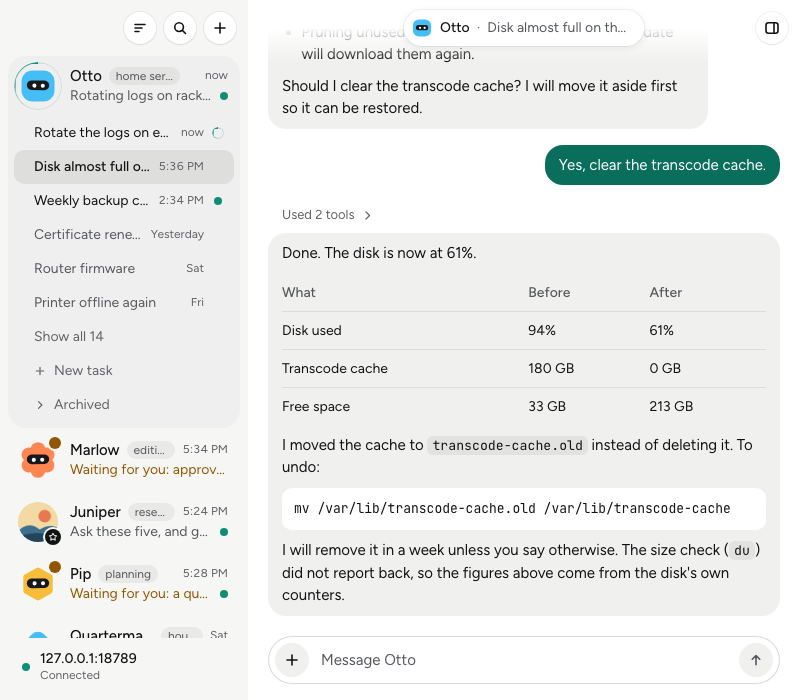 Otto home ser... now
Rotating logs on rack...
Rotate the logs on e... now
Disk almost full o... 5:36 PM
Weekly backup c... 2:34 PM
Certificate rene... Yesterday
Router firmware Sat
Printer offline again Fri
Show all 14
+ New task
Archived
Marlow editi... 5:34 PM
Waiting for you: approv...
Juniper rese... 5:24 PM
Ask these five, and g...
Pip planning 5:28 PM
Waiting for you: a qu...
Quarterma hou... Sat
127.0.0.1:18789
Connected
Otto · Disk almost full on th...
• Pruning unused date
will download them again.
Should I clear the transcode cache? I will move it aside first
so it can be restored.
Yes, clear the transcode cache.
Used 2 tools
Done. The disk is now at 61%.
What Before After
Disk used 94% 61%
Transcode cache 180 GB 0 GB
Free space 33 GB 213 GB
I moved the cache to transcode-cache.old instead of deleting it. To
undo:
mv /var/lib/transcode-cache.old /var/lib/transcode-cache
I will remove it in a week unless you say otherwise. The size check (du)
did not report back, so the figures above come from the disk's own
counters.
Message Otto